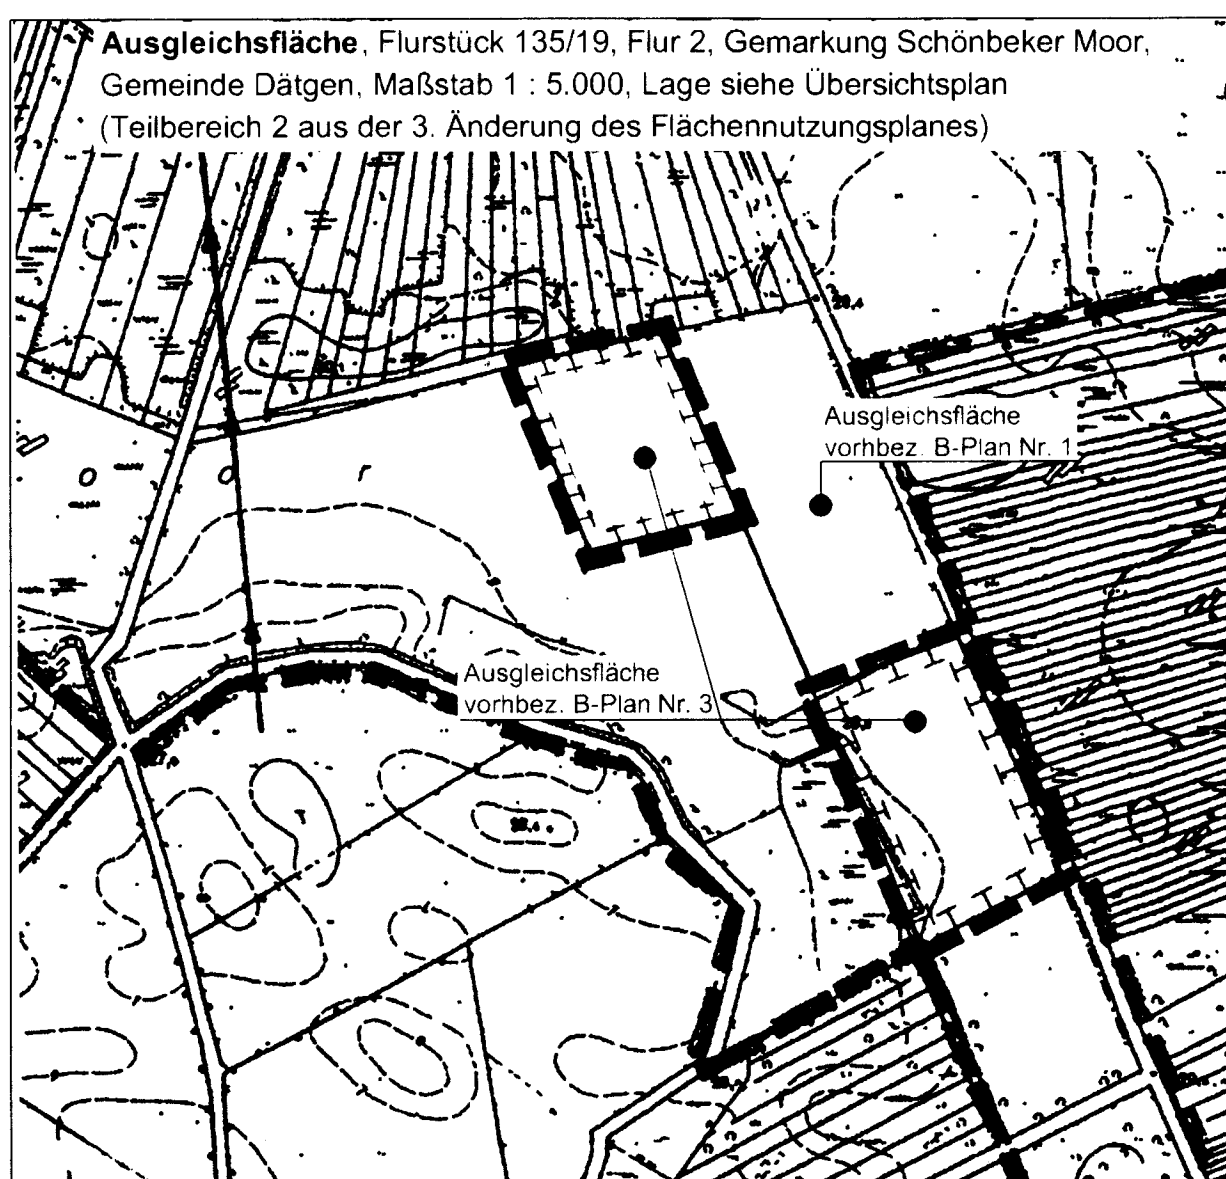 Ausgleichsfläche, Flurstück 135/19, Flur 2, Gemarkung Schönbeker Moor,
Gemeinde Dätgen, Maßstab 1 : 5.000, Lage siehe Übersichtsplan
(Teilbereich 2 aus der 3. Änderung des Flächennutzungsplanes)
Ausgleichsfläche
vorhbez. B-Plan Nr. 1
o o r
Ausgleichsfläche
vorhbez. B-Plan Nr. 3